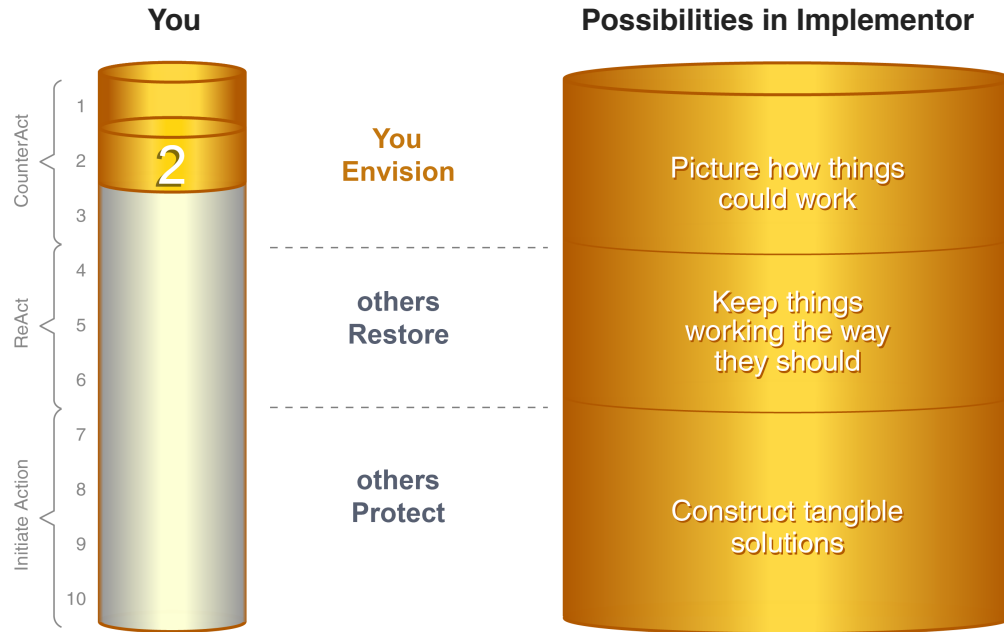 You
Possibilities in Implementor
CounterAct
1
2
3
2
You
Envision
Picture how things
could work
ReAct
4
5
6
others
Restore
Keep things
working the way
they should
Initiate Action
7
8
9
10
others
Protect
Construct tangible
solutions